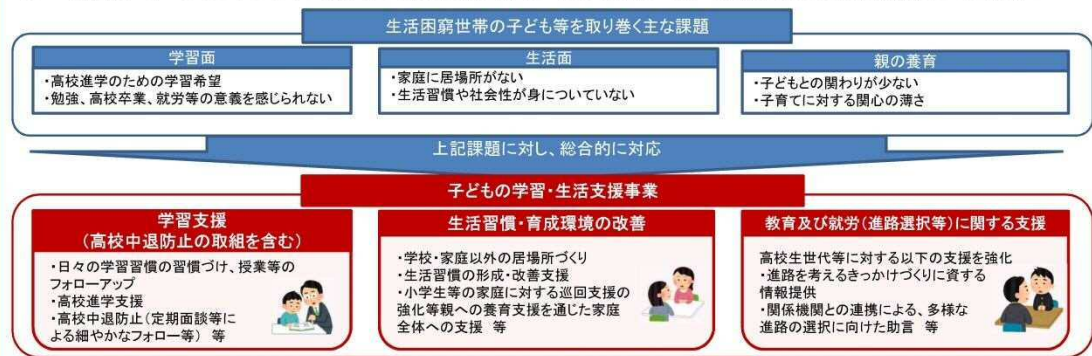 生活困窮世帯の子ども等を取り巻く主な課題
学習面
・高校進学のための学習希望
・勉強、高校卒業、就労等の意義を感じられない
生活面
・家庭に居場所がない
・生活習慣や社会性が身についていない
親の養育
・子どもとの関わりが少ない
・子育てに対する関心の薄さ
上記課題に対し、総合的に対応
子どもの学習・生活支援事業
学習支援
(高校中退防止の取組を含む)
・日々の学習習慣の習慣づけ、授業等の
フォローアップ
・高校進学支援
・高校中退防止(定期面談等に
よる細やかなフォロー等) 等
生活習慣・育成環境の改善
・学校・家庭以外の居場所づくり
・生活習慣の形成・改善支援
・小学生等の家庭に対する巡回支援の
強化等親への養育支援を通じた家庭
全体への支援 等
教育及び就労(進路選択等)に関する支援
高校生世代等に対する以下の支援を強化
・進路を考えるきっかけづくりに資する
情報提供
・関係機関との連携による、多様な
進路の選択に向けた助言 等